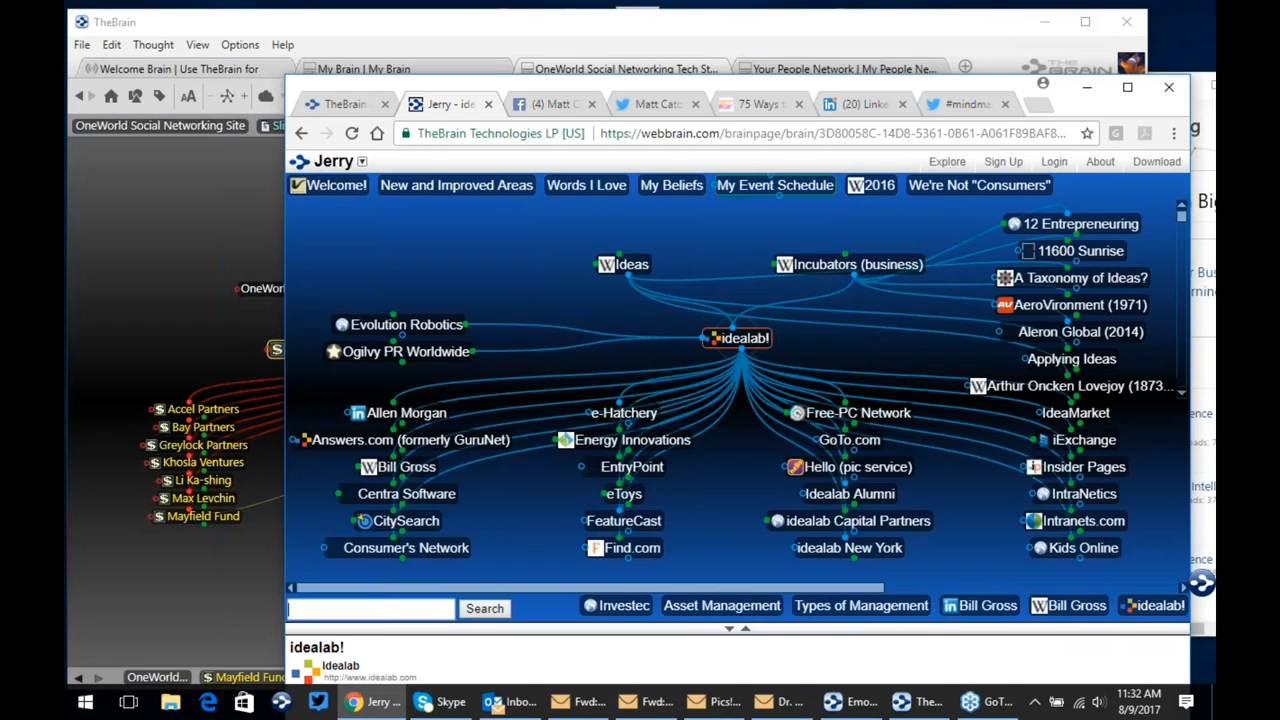 TheBrain
File Edit Thought View Options Help
Welcome Brain | Use TheBrain for
My Brain | My Brain
OneWorld Social Networking Tech St...
Your People Network | My People Ne...
THE BRAIN
TheBrain
Jerry - ide
(4) Matt C
Matt Catc
75 Ways t
(20) Linke
#mindma
OneWorld Social Networking Site
TheBrain Technologies LP [US]
https://webbrain.com/brainpage/brain/3D80058C-14D8-5361-0B61-A061F89BAF8...
Jerry
Explore Sign Up Login About Download
Welcome! New and Improved Areas Words I Love My Beliefs My Event Schedule 2016 We're Not "Consumers"
Ideas
Incubators (business)
12 Entrepreneuring
11600 Sunrise
A Taxonomy of Ideas?
AeroVironment (1971)
Aleron Global (2014)
Applying Ideas
Arthur Oncken Lovejoy (1873...
Evolution Robotics
Ogilvy PR Worldwide
idealab!
OneWo
Accel Partners
Bay Partners
Greylock Partners
Khosla Ventures
Li Ka-shing
Max Levchin
Mayfield Fund
Allen Morgan
Answers.com (formerly GuruNet)
Bill Gross
Centra Software
CitySearch
Consumer's Network
e-Hatchery
Energy Innovations
EntryPoint
eToys
FeatureCast
Find.com
Free-PC Network
GoTo.com
Hello (pic service)
Idealab Alumni
idealab Capital Partners
idealab New York
IdeaMarket
iExchange
Insider Pages
IntraNetics
Intranets.com
Kids Online
Search
Investec Asset Management Types of Management Bill Gross Bill Gross idealab!
idealab!
Idealab
http://www.idealab.com
OneWorld... Mayfield Fund
Jerry ... Skype Inbo... Fwd:... Fwd:... Pics!... Dr. ... Emo... The... GoT...
11:32 AM
8/9/2017